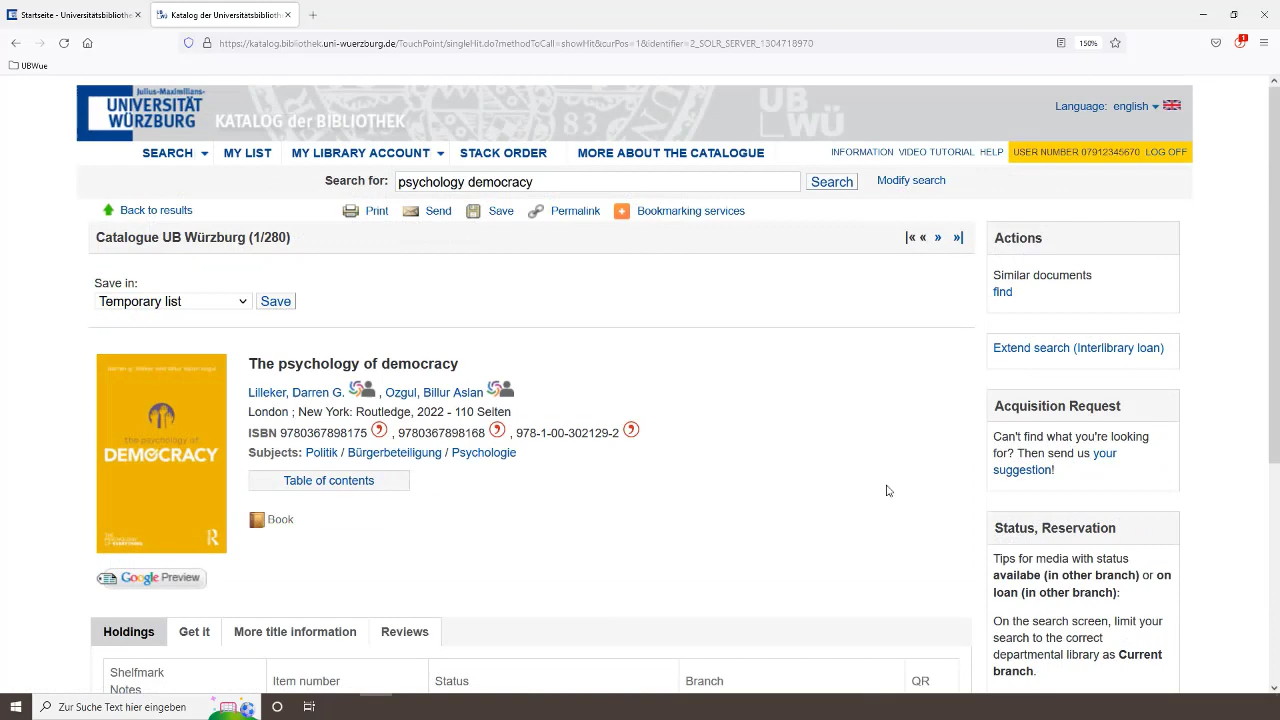 Startseite - Universitätsbibliothe
Katalog der Universitätsbiblioth
https://katalog.bibliothek.uni-wuerzburg.de/TouchPoint/singleHit.do?methodToCall=showHit&curPos=1&identifier=2_SOLR_SERVER_1304718970
150%
1
UBWue
Julius-Maximilians-
UNIVERSITÄT
WÜRZBURG
KATALOG der BIBLIOTHEK
83
UB
WÜ
Language: english
SEARCH MY LIST MY LIBRARY ACCOUNT STACK ORDER MORE ABOUT THE CATALOGUE INFORMATION VIDEO TUTORIAL HELP USER NUMBER 07912345670 LOG OFF
Search for: psychology democracy Search Modify search
Back to results Print Send Save Permalink Bookmarking services
Catalogue UB Würzburg (1/280) |« « » »|
Save in:
Temporary list Save
The psychology of democracy
Lilleker, Darren G. , Ozgul, Billur Aslan
London ; New York: Routledge, 2022 - 110 Seiten
ISBN 9780367898175 , 9780367898168 , 978-1-00-302129-2
Subjects: Politik / Bürgerbeteiligung / Psychologie
Table of contents
Book
the psychology of
DEMOCRACY
R
Google Preview
Holdings Get it More title information Reviews
Shelfmark
Notes
Item number Status Branch QR
Actions
Similar documents
find
Extend search (Interlibrary loan)
Acquisition Request
Can't find what you're looking
for? Then send us your
suggestion!
Status, Reservation
Tips for media with status
availabe (in other branch) or on
loan (in other branch):
On the search screen, limit your
search to the correct
departmental library as Current
branch.
Zur Suche Text hier eingeben